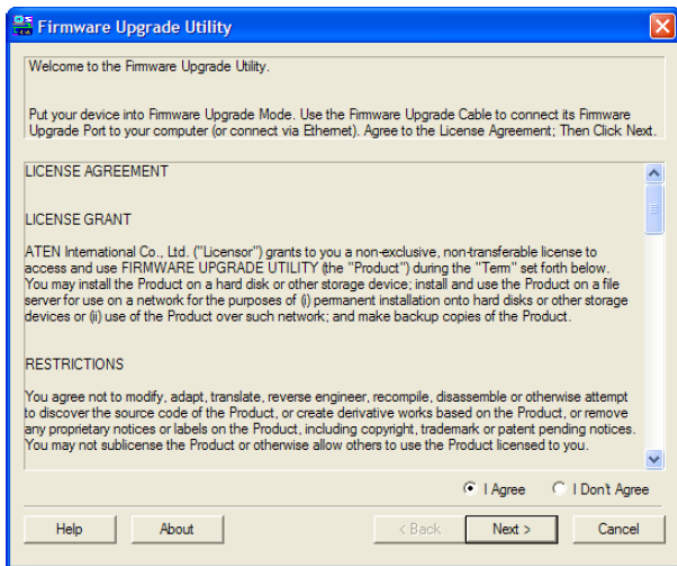 Firmware Upgrade Utility
Welcome to the Firmware Upgrade Utility.
Put your device into Firmware Upgrade Mode. Use the Firmware Upgrade Cable to connect its Firmware
Upgrade Port to your computer (or connect via Ethernet). Agree to the License Agreement; Then Click Next.
LICENSE AGREEMENT
LICENSE GRANT
ATEN International Co., Ltd. ("Licensor") grants to you a non-exclusive, non-transferable license to
access and use FIRMWARE UPGRADE UTILITY (the "Product") during the "Term" set forth below.
You may install the Product on a hard disk or other storage device; install and use the Product on a file
server for use on a network for the purposes of (i) permanent installation onto hard disks or other storage
devices or (ii) use of the Product over such network; and make backup copies of the Product.
RESTRICTIONS
You agree not to modify, adapt, translate, reverse engineer, recompile, disassemble or otherwise attempt
to discover the source code of the Product, or create derivative works based on the Product, or remove
any proprietary notices or labels on the Product, including copyright, trademark or patent pending notices.
You may not sublicense the Product or otherwise allow others to use the Product licensed to you.
I Agree I Don't Agree
Help About < Back Next > Cancel